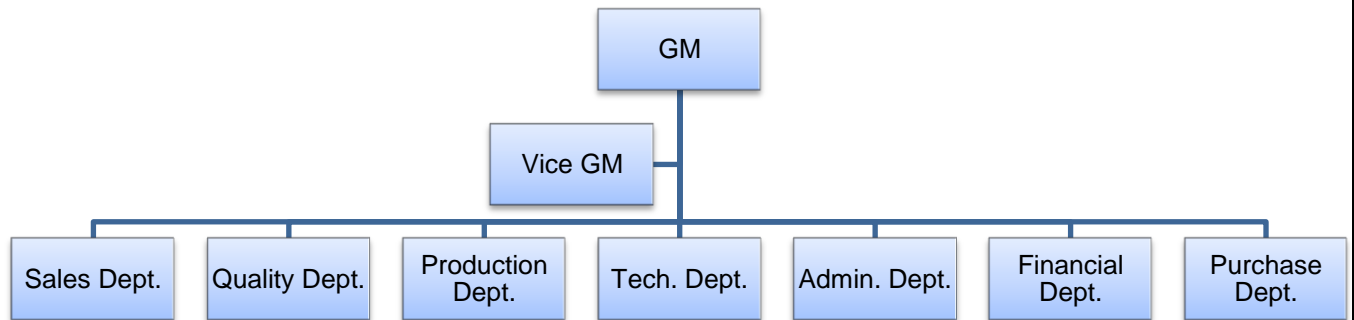 GM
Vice GM
Sales Dept.
Quality Dept.
Production
Dept.
Tech. Dept.
Admin. Dept.
Financial
Dept.
Purchase
Dept.